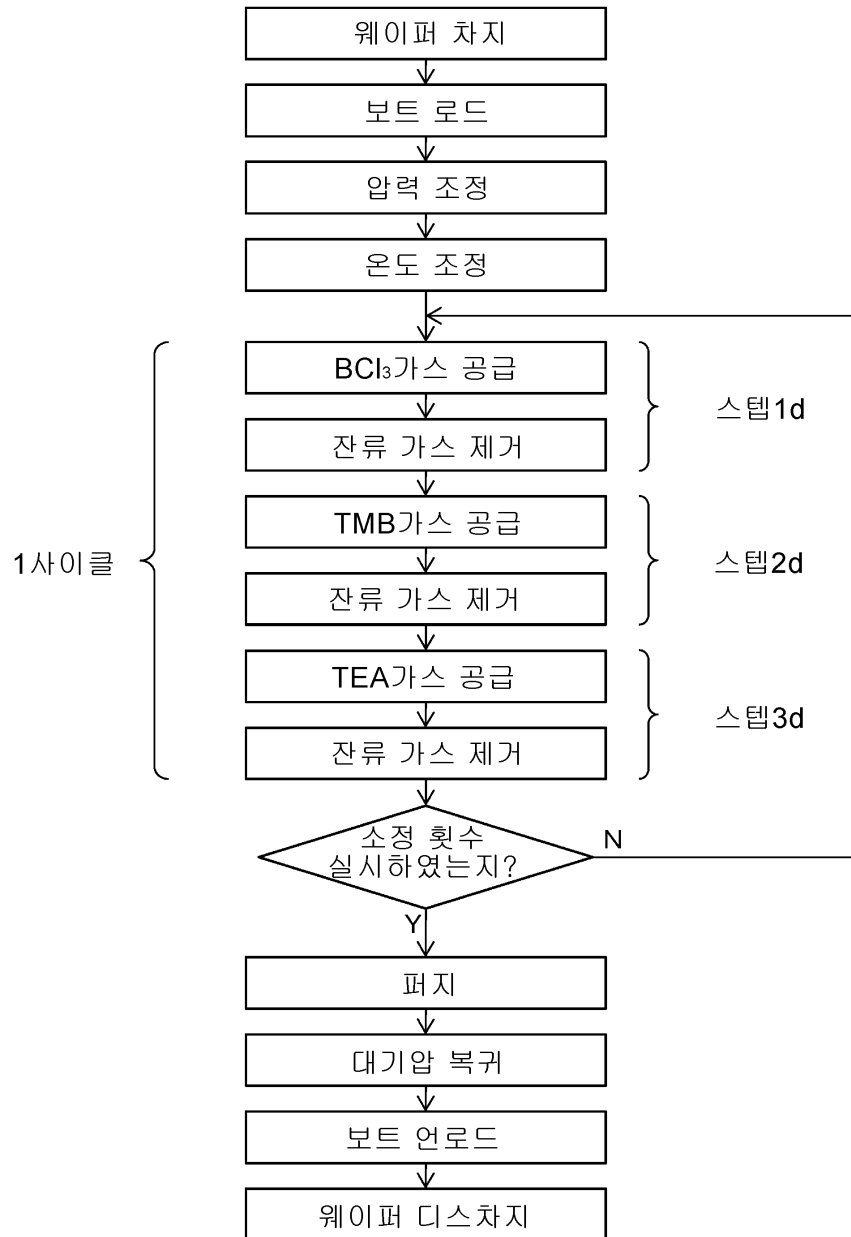 웨이퍼 차지
보트 로드
압력 조정
온도 조정
BCl₃가스 공급
스텝1d
잔류 가스 제거
TMB가스 공급
1사이클
스텝2d
잔류 가스 제거
TEA가스 공급
스텝3d
잔류 가스 제거
소정 횟수
실시하였는지?
N
Y
퍼지
대기압 복귀
보트 언로드
웨이퍼 디스차지